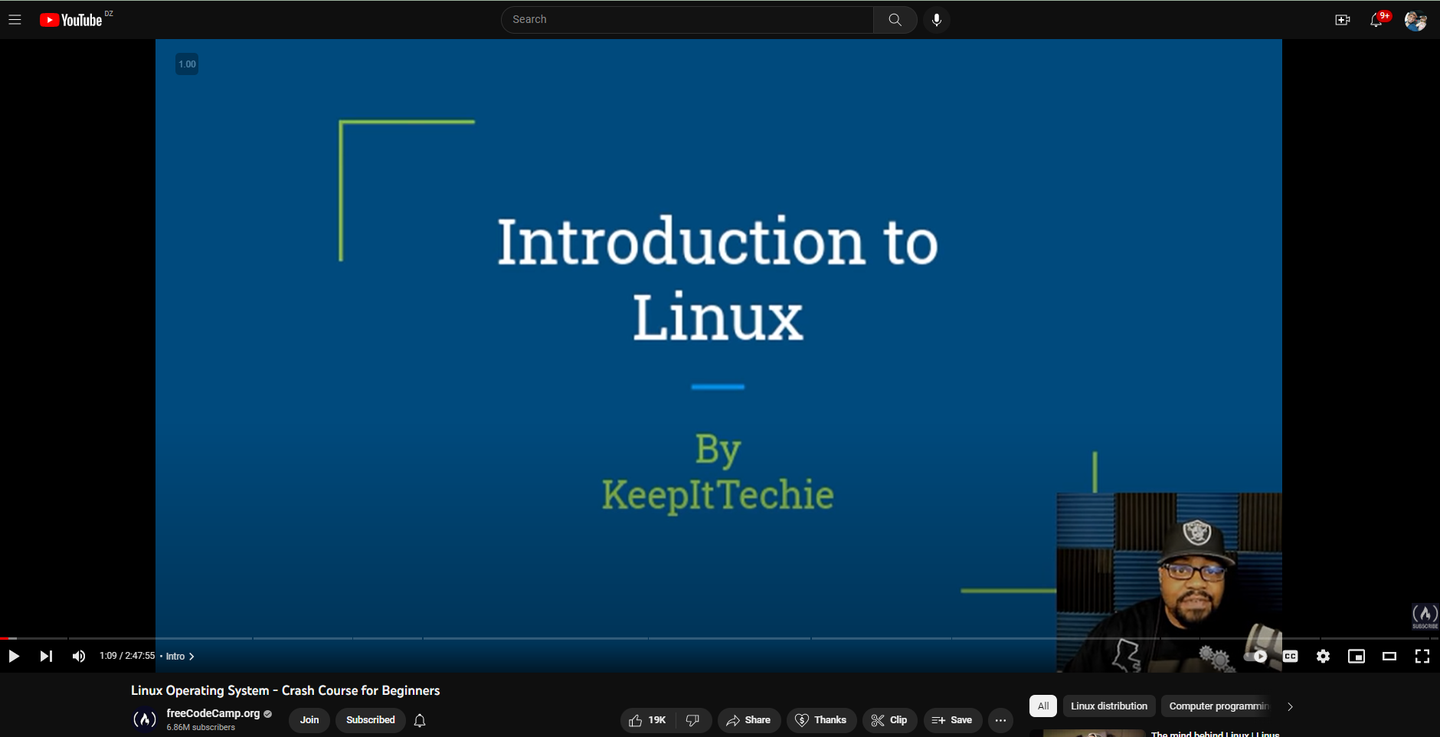 YouTube DZ
Search
9+
1.00
Introduction to
Linux
By
KeepItTechie
SUBSCRIBE
1:09 / 2:47:55 • Intro
CC
Linux Operating System - Crash Course for Beginners
freeCodeCamp.org
6.86M subscribers
Join
Subscribed
19K
Share
Thanks
Clip
Save
All
Linux distribution
Computer programmin
The mind behind Linux | Linus